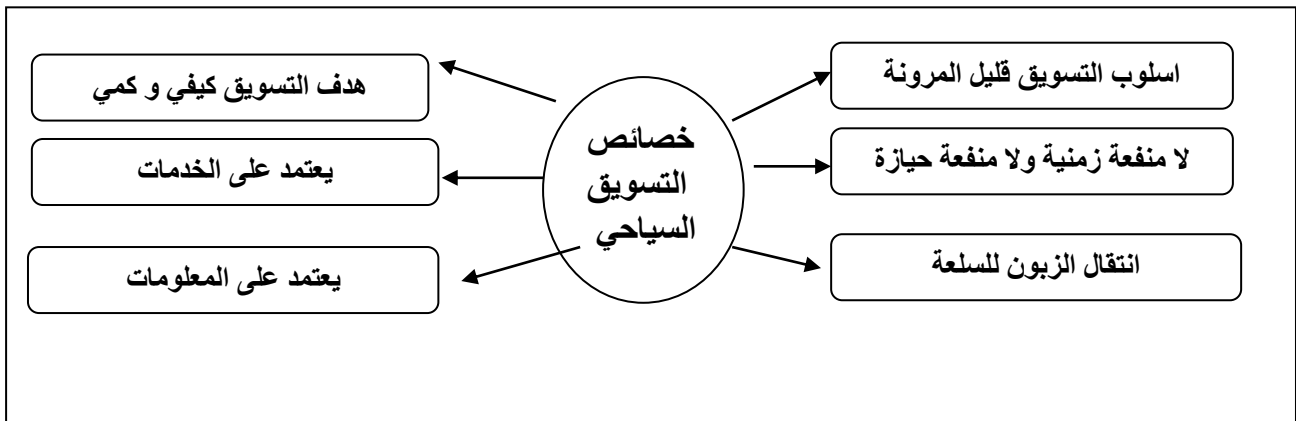 خصائص
التسويق
السياحي
اسلوب التسويق قليل المرونة
لا منفعة زمنية ولا منفعة حيازة
انتقال الزبون للسلعة
هدف التسويق كيفي و كمي
يعتمد على الخدمات
يعتمد على المعلومات